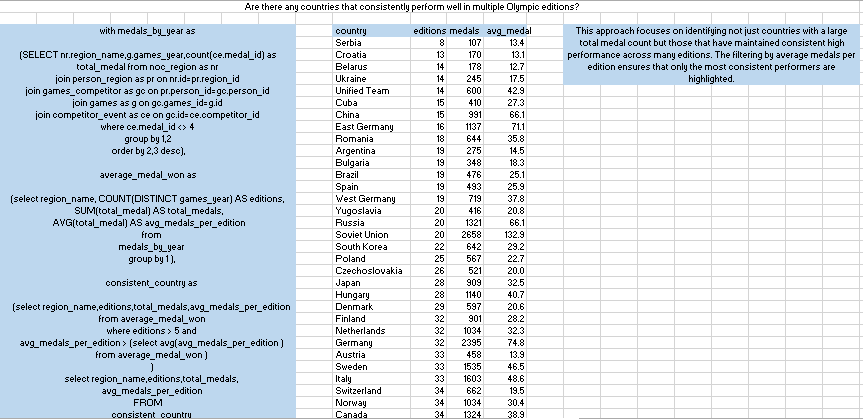 Are there any countries that consistently perform well in multiple Olympic editions?
with medals_by_year as
(SELECT nr.region_name,g.games_year,count(ce.medal_id) as
total_medal from noc_region as nr
join person_region as pr on nr.id=pr.region_id
join games_competitor as gc on pr.person_id=gc.person_id
join games as g on gc.games_id=g.id
join competitor_event as ce on gc.id=ce.competitor_id
where ce.medal_id <> 4
group by 1,2
order by 2,3 desc),
average_medal_won as
(select region_name, COUNT(DISTINCT games_year) AS editions,
SUM(total_medal) AS total_medals,
AVG(total_medal) AS avg_medals_per_edition
from
medals_by_year
group by 1 ),
consistent_country as
(select region_name,editions,total_medals,avg_medals_per_edition
from average_medal_won
where editions > 5 and
avg_medals_per_edition > (select avg(avg_medals_per_edition )
from average_medal_won )
)
select region_name,editions,total_medals,
avg_medals_per_edition
FROM
consistent_country
country editions medals avg_medal
Serbia 8 107 13.4
Croatia 13 170 13.1
Belarus 14 178 12.7
Ukraine 14 245 17.5
Unified Team 14 600 42.9
Cuba 15 410 27.3
China 15 991 66.1
East Germany 16 1137 71.1
Romania 18 644 35.8
Argentina 19 275 14.5
Bulgaria 19 348 18.3
Brazil 19 476 25.1
Spain 19 493 25.9
West Germany 19 719 37.8
Yugoslavia 20 416 20.8
Russia 20 1321 66.1
Soviet Union 20 2658 132.9
South Korea 22 642 29.2
Poland 25 567 22.7
Czechoslovakia 26 521 20.0
Japan 28 909 32.5
Hungary 28 1140 40.7
Denmark 29 597 20.6
Finland 32 901 28.2
Netherlands 32 1034 32.3
Germany 32 2395 74.8
Austria 33 458 13.9
Sweden 33 1535 46.5
Italy 33 1603 48.6
Switzerland 34 662 19.5
Norway 34 1034 30.4
Canada 34 1324 38.9
This approach focuses on identifying not just countries with a large
total medal count but those that have maintained consistent high
performance across many editions. The filtering by average medals per
edition ensures that only the most consistent performers are
highlighted.